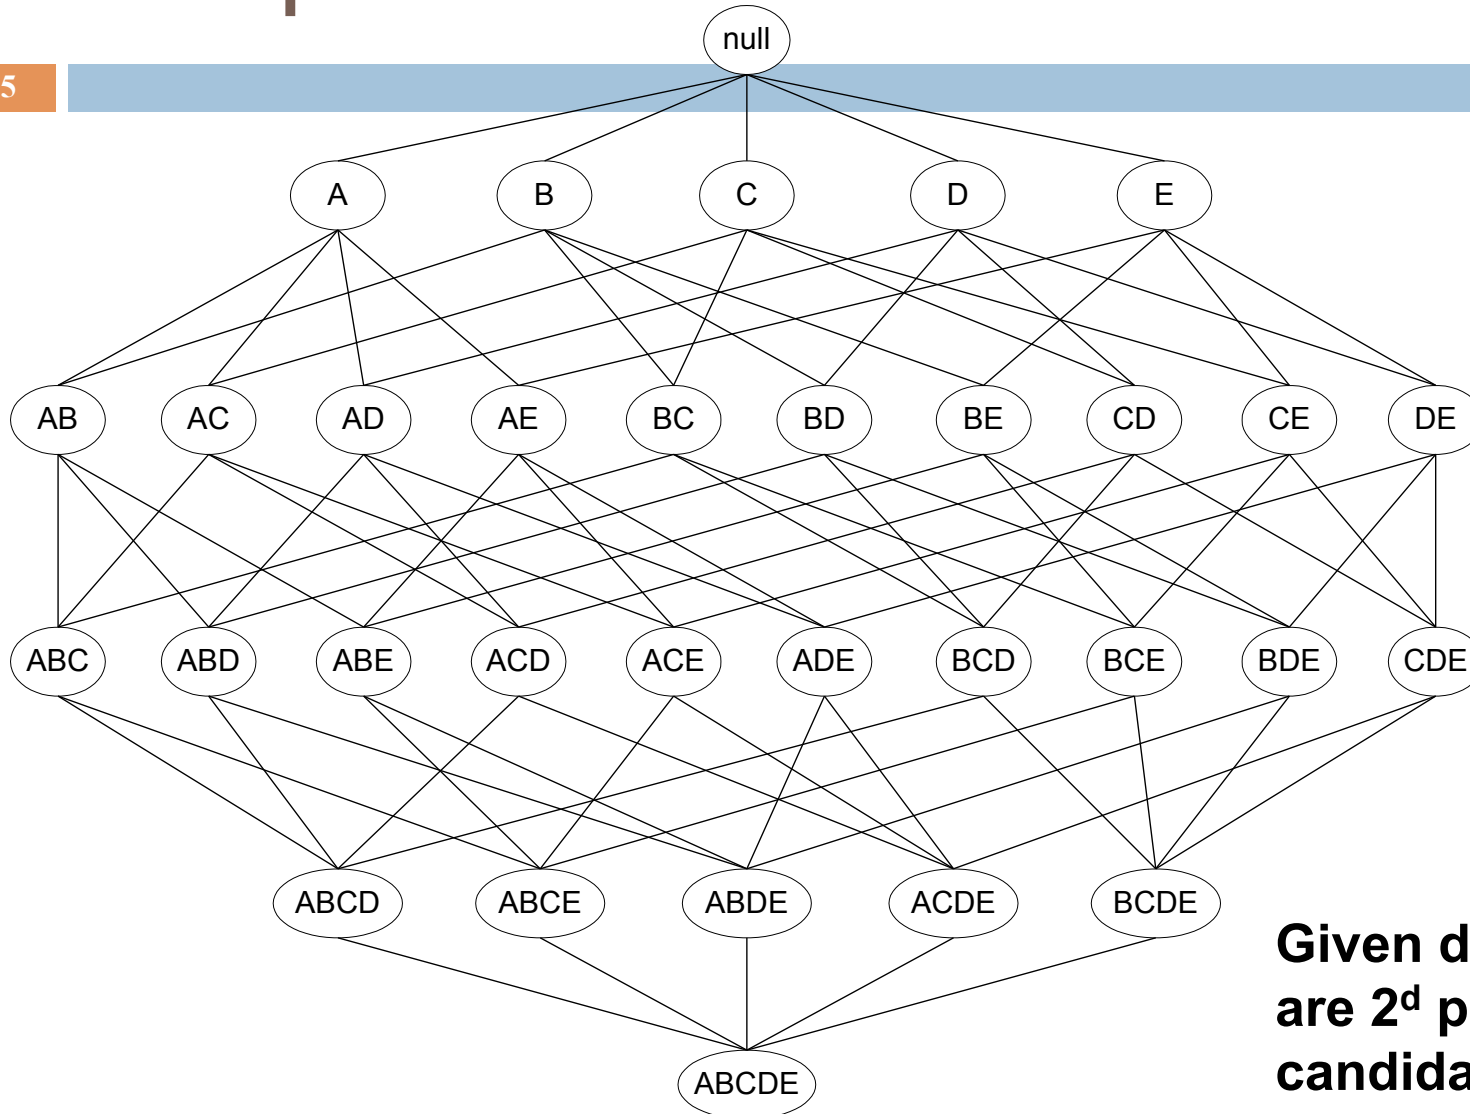 null
5
A B C D E
AB AC AD AE BC BD BE CD CE DE
ABC ABD ABE ACD ACE ADE BCD BCE BDE CDE
ABCD ABCE ABDE ACDE BCDE
Given
are 2ᵈ
ABCDE